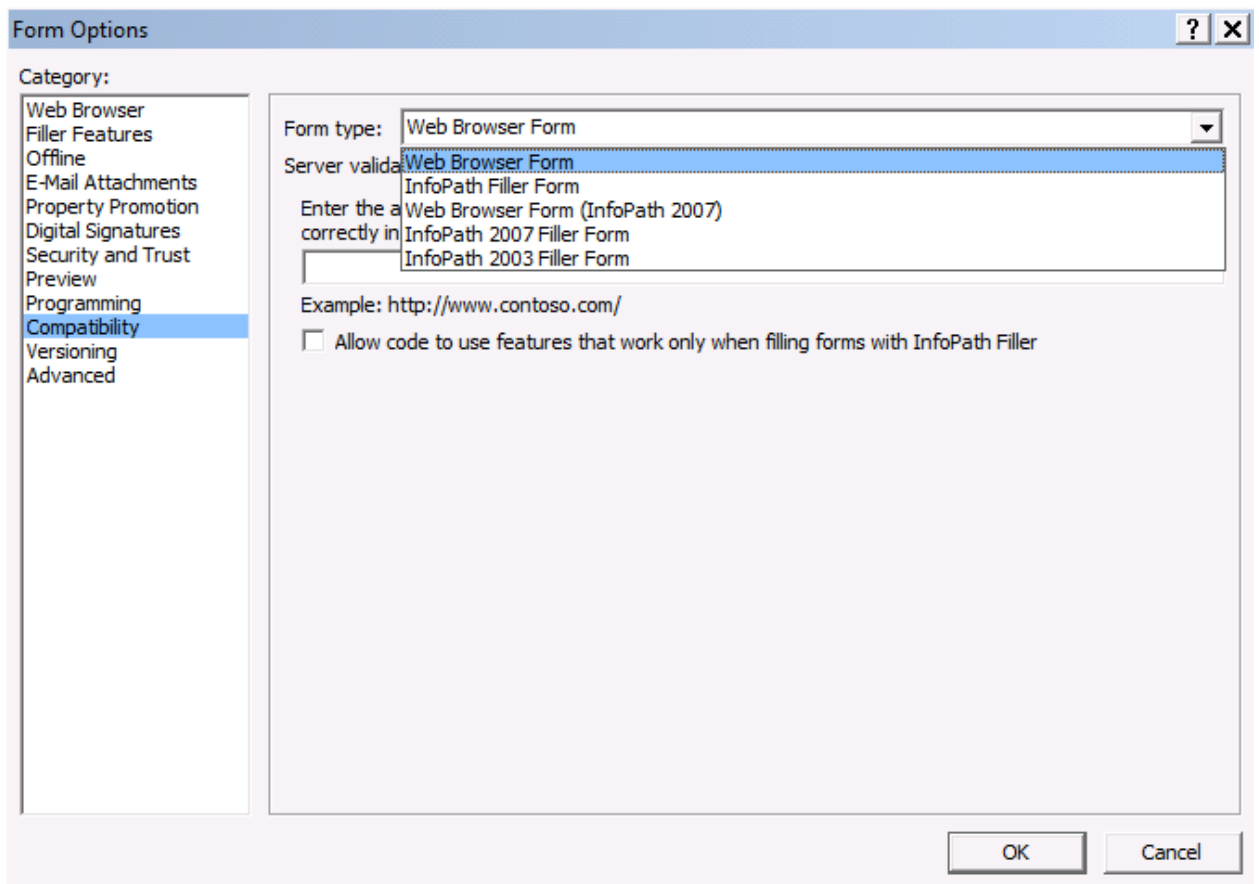 Form Options
Category:
Web Browser
Filler Features
Offline
E-Mail Attachments
Property Promotion
Digital Signatures
Security and Trust
Preview
Programming
Compatibility
Versioning
Advanced
Form type: Web Browser Form
Server valida
Web Browser Form
InfoPath Filler Form
Web Browser Form (InfoPath 2007)
InfoPath 2007 Filler Form
InfoPath 2003 Filler Form
Enter the a
correctly in
Example: http://www.contoso.com/
Allow code to use features that work only when filling forms with InfoPath Filler
OK Cancel